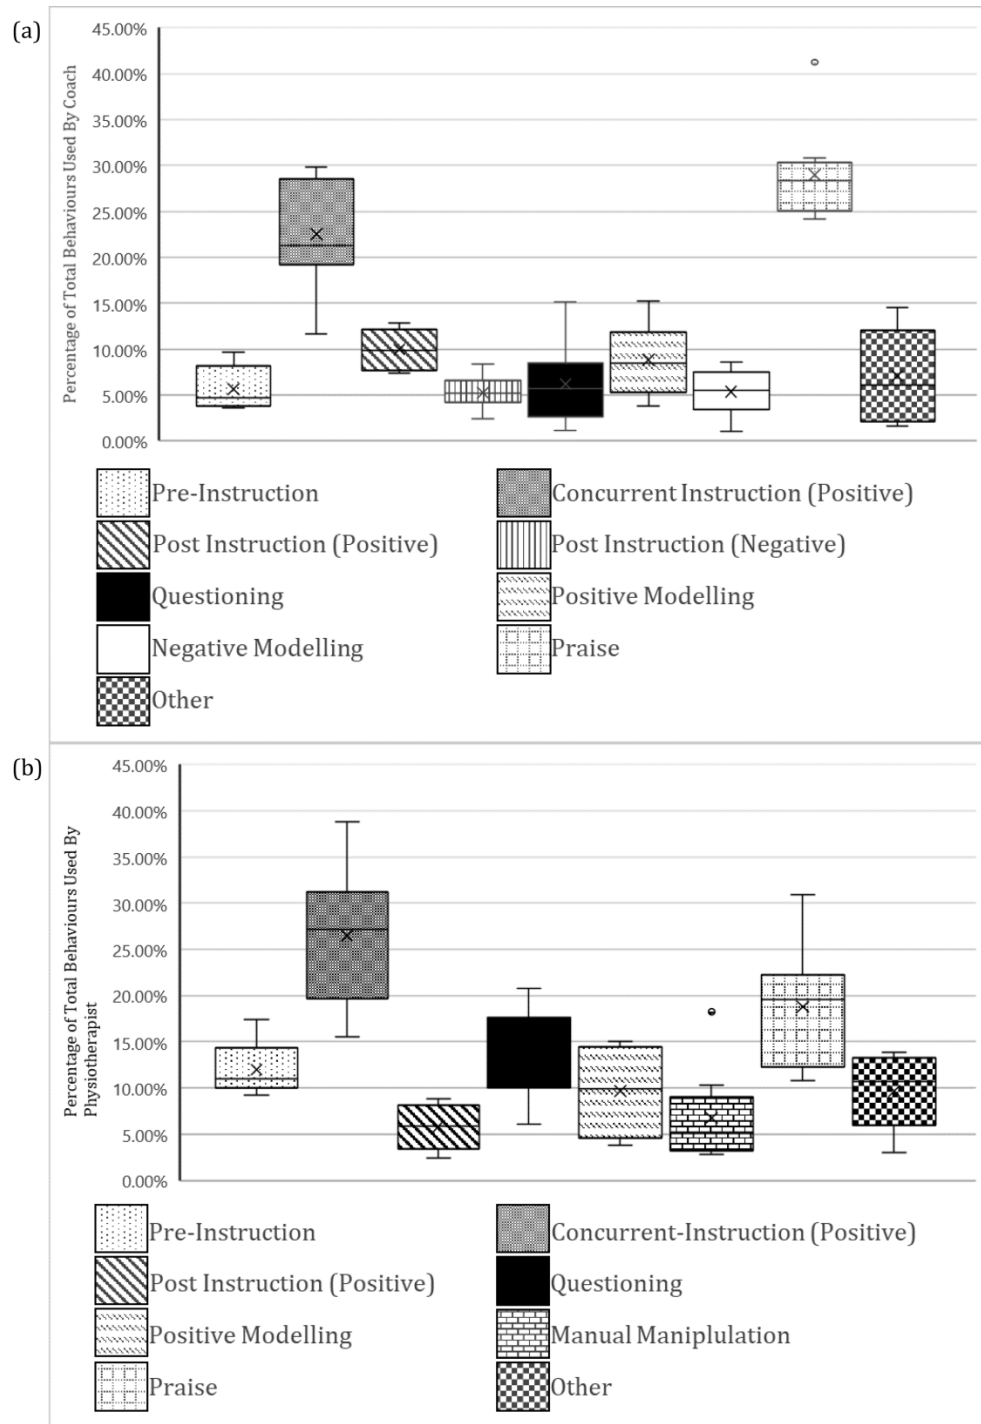 (a)
45.00%
40.00%
35.00%
30.00%
25.00%
20.00%
15.00%
10.00%
5.00%
0.00%
Percentage of Total Behaviours Used By Coach
Pre-Instruction
Concurrent Instruction (Positive)
Post Instruction (Positive)
Post Instruction (Negative)
Questioning
Positive Modelling
Negative Modelling
Praise
Other
(b)
45.00%
40.00%
35.00%
30.00%
25.00%
20.00%
15.00%
10.00%
5.00%
0.00%
Percentage of Total Behaviours Used By
Physiotherapist
Pre-Instruction
Concurrent-Instruction (Positive)
Post Instruction (Positive)
Questioning
Positive Modelling
Manual Maniplulation
Praise
Other